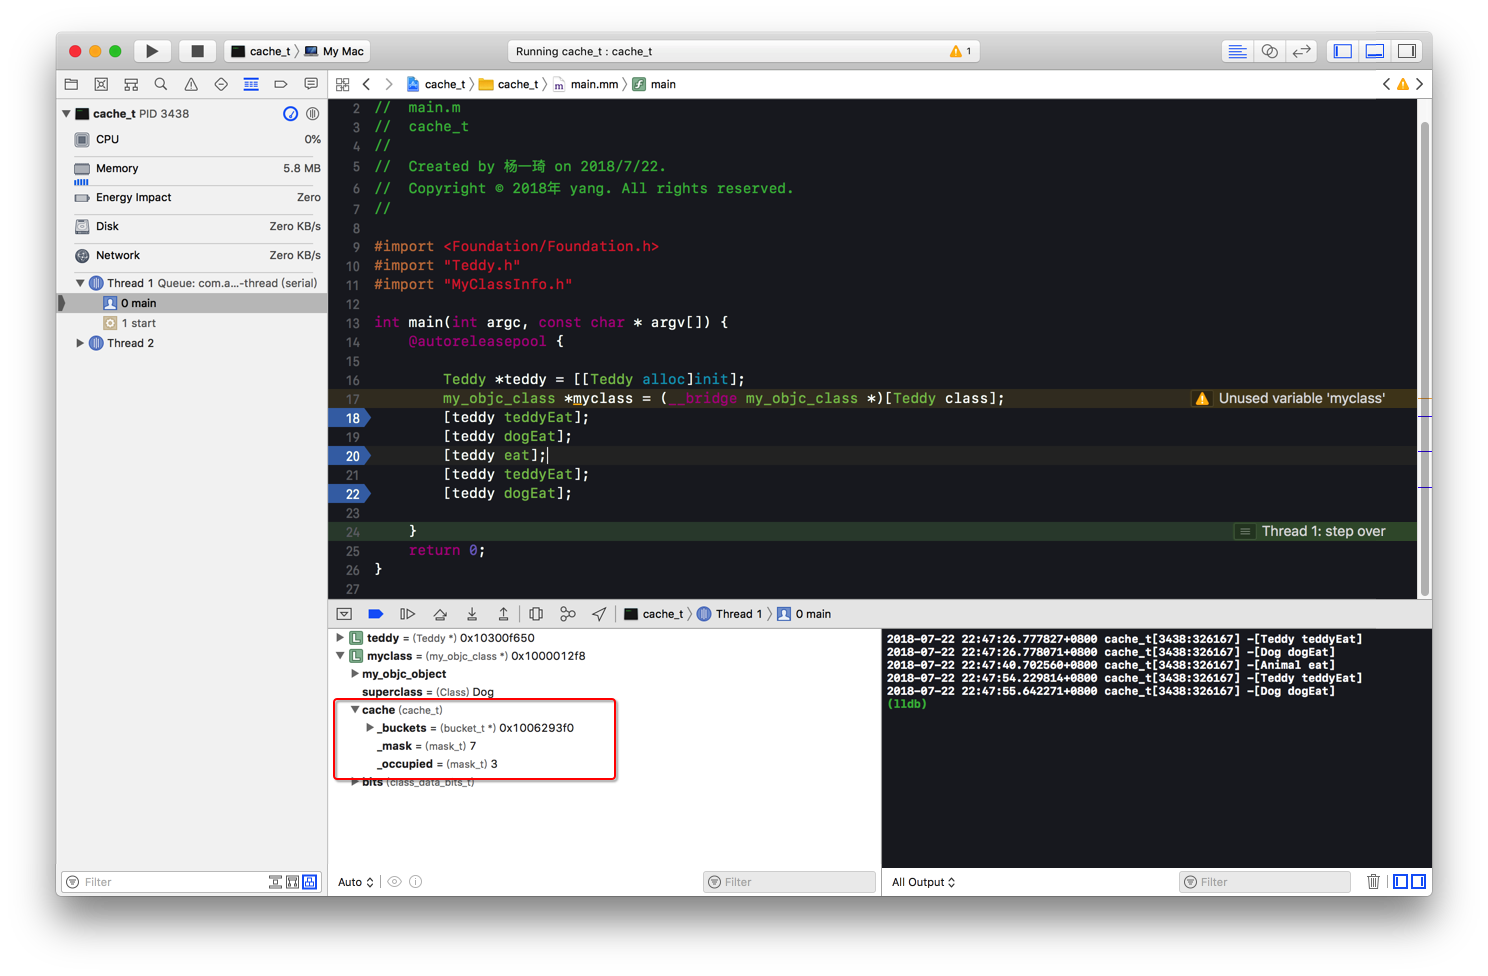 cache_t 〉 My Mac
Running cache_t : cache_t
1
cache_t 〉 cache_t 〉 main.mm 〉 main
cache_t PID 3438
CPU 0%
Memory 5.8 MB
Energy Impact Zero
Disk Zero KB/s
Network Zero KB/s
Thread 1 Queue: com.a...-thread (serial)
0 main
1 start
Thread 2
2 // main.m
3 // cache_t
4 //
5 // Created by 杨一琦 on 2018/7/22.
6 // Copyright © 2018年 yang. All rights reserved.
7 //
8
9 #import <Foundation/Foundation.h>
10 #import "Teddy.h"
11 #import "MyClassInfo.h"
12
13 int main(int argc, const char * argv[]) {
14 @autoreleasepool {
15
16 Teddy *teddy = [[Teddy alloc]init];
17 my_objc_class *myclass = (__bridge my_objc_class *)[Teddy class]; Unused variable 'myclass'
18 [teddy teddyEat];
19 [teddy dogEat];
20 [teddy eat];
21 [teddy teddyEat];
22 [teddy dogEat];
23
24 } Thread 1: step over
25 return 0;
26 }
27
cache_t 〉 Thread 1 〉 0 main
teddy = (Teddy *) 0x10300f650
myclass = (my_objc_class *) 0x1000012f8
my_objc_object
superclass = (Class) Dog
cache (cache_t)
_buckets = (bucket_t *) 0x1006293f0
_mask = (mask_t) 7
_occupied = (mask_t) 3
bits (class_data_bits_t)
2018-07-22 22:47:26.777827+0800 cache_t[3438:326167] -[Teddy teddyEat]
2018-07-22 22:47:26.778071+0800 cache_t[3438:326167] -[Dog dogEat]
2018-07-22 22:47:40.702560+0800 cache_t[3438:326167] -[Animal eat]
2018-07-22 22:47:54.229814+0800 cache_t[3438:326167] -[Teddy teddyEat]
2018-07-22 22:47:55.642271+0800 cache_t[3438:326167] -[Dog dogEat]
(lldb)
Filter
Auto
Filter
All Output
Filter